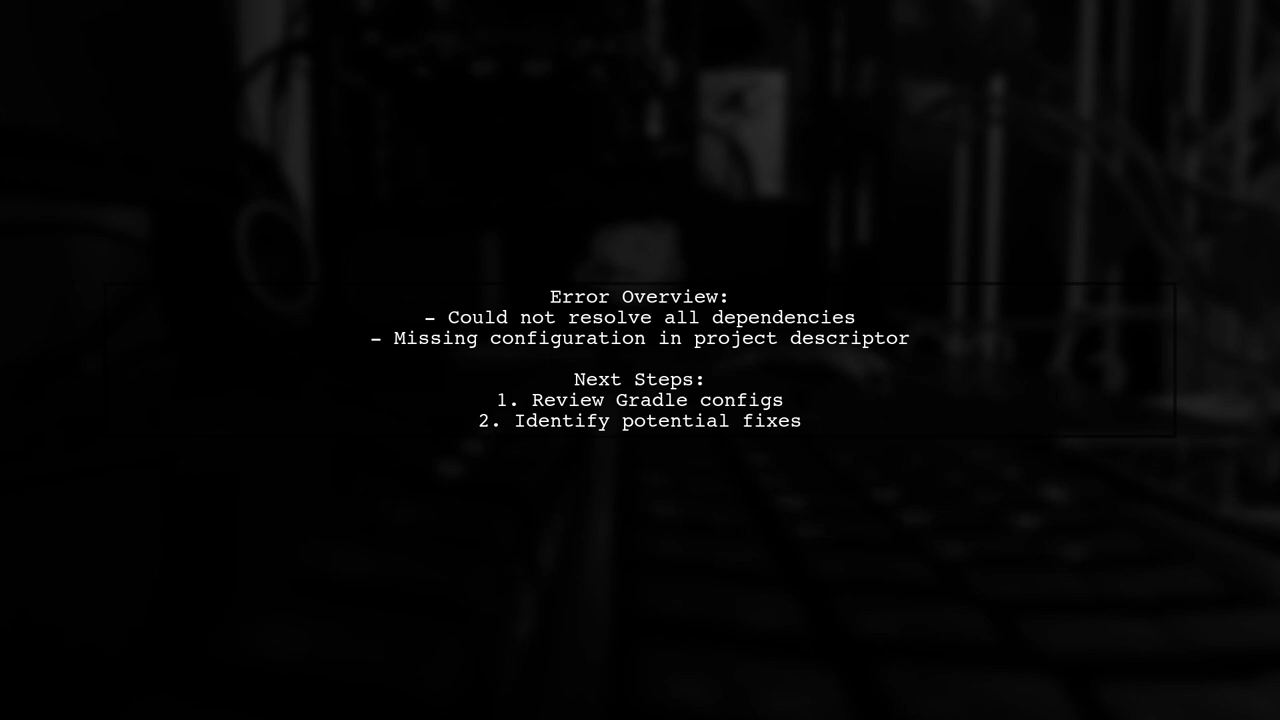 Error Overview:
- Could not resolve all dependencies
- Missing configuration in project descriptor
Next Steps:
1. Review Gradle configs
2. Identify potential fixes